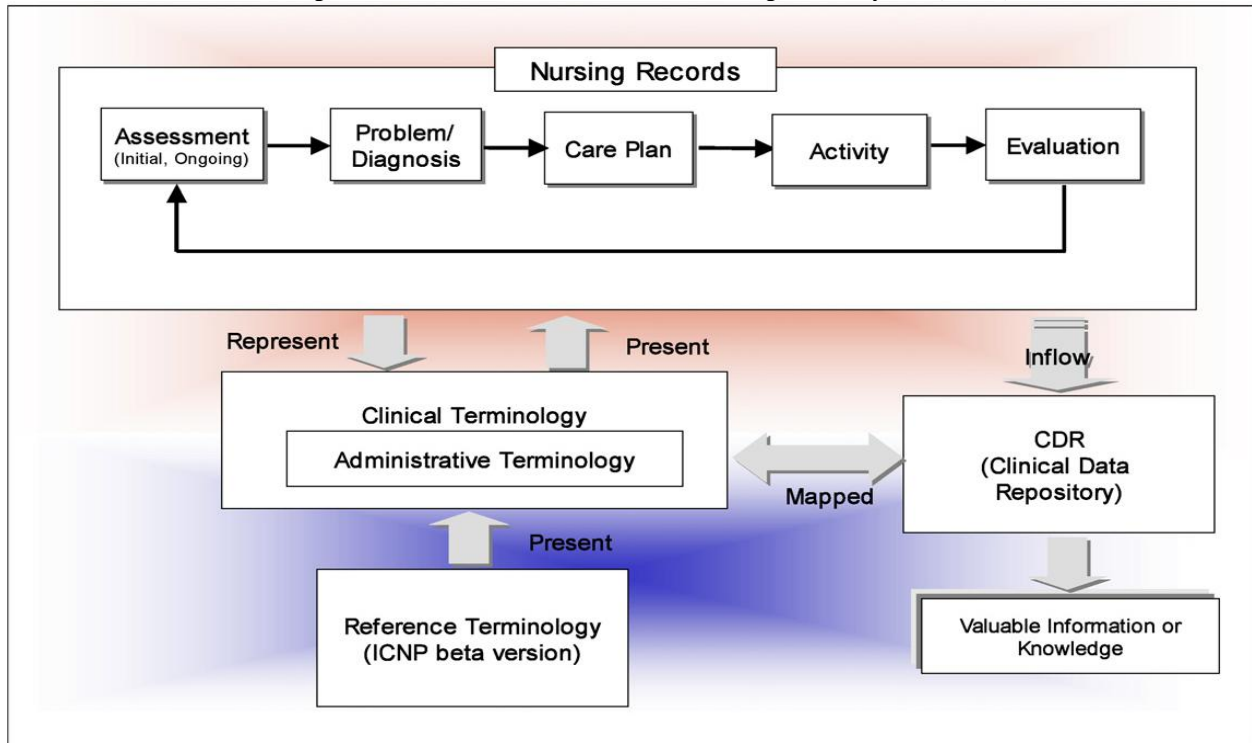 Nursing Records
Assessment
(Initial, Ongoing)
Problem/
Diagnosis
Care Plan
Activity
Evaluation
Represent
Present
Inflow
Clinical Terminology
Administrative Terminology
Mapped
CDR
(Clinical Data
Repository)
Present
Reference Terminology
(ICNP beta version)
Valuable Information or
Knowledge